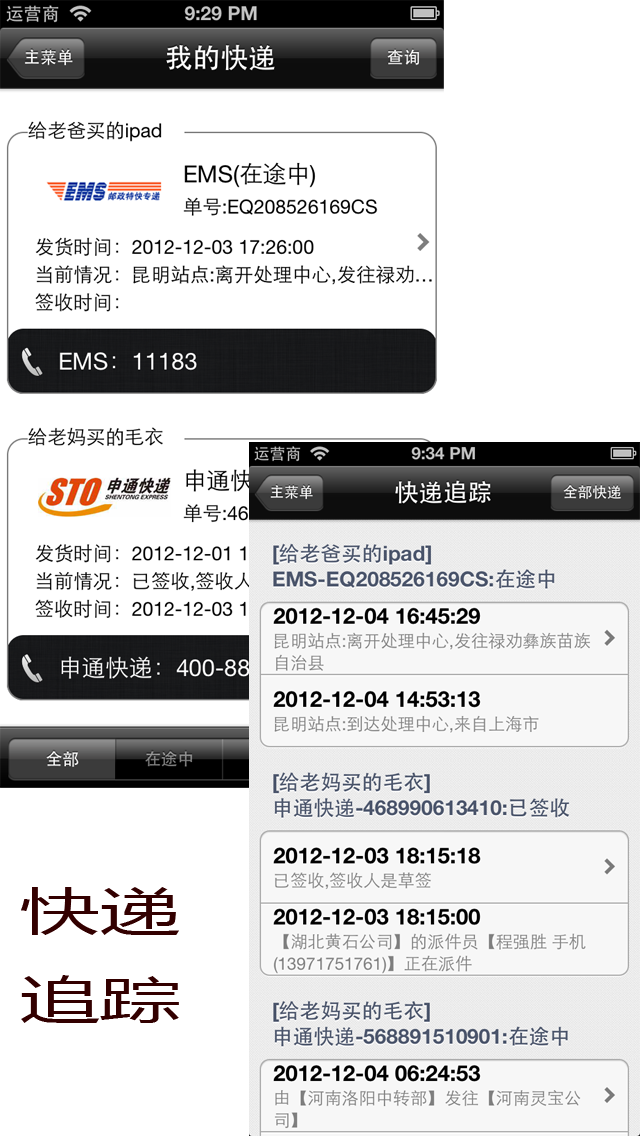 运营商 9:29 PM
主菜单 我的快递 查询
给老爸买的ipad
EMS 邮政特快专递
EMS(在途中)
单号:EQ208526169CS
发货时间：2012-12-03 17:26:00
当前情况：昆明站点:离开处理中心,发往禄劝…
签收时间：
EMS：11183
给老妈买的毛衣
STO 申通快递
SHENTONG EXPRESS
申通快
单号:46
发货时间：2012-12-01 1
当前情况：已签收,签收人
签收时间：2012-12-03 1
申通快递：400-88
全部 在途中
运营商 9:34 PM
主菜单 快递追踪 全部快递
[给老爸买的ipad]
EMS-EQ208526169CS:在途中
2012-12-04 16:45:29
昆明站点:离开处理中心,发往禄劝彝族苗族
自治县
2012-12-04 14:53:13
昆明站点:到达处理中心,来自上海市
[给老妈买的毛衣]
申通快递-468990613410:已签收
2012-12-03 18:15:18
已签收,签收人是草签
2012-12-03 18:15:00
【湖北黄石公司】的派件员【程强胜 手机
(13971751761)】正在派件
[给老妈买的毛衣]
申通快递-568891510901:在途中
2012-12-04 06:24:53
由【河南洛阳中转部】发往【河南灵宝公
司】
快递
追踪